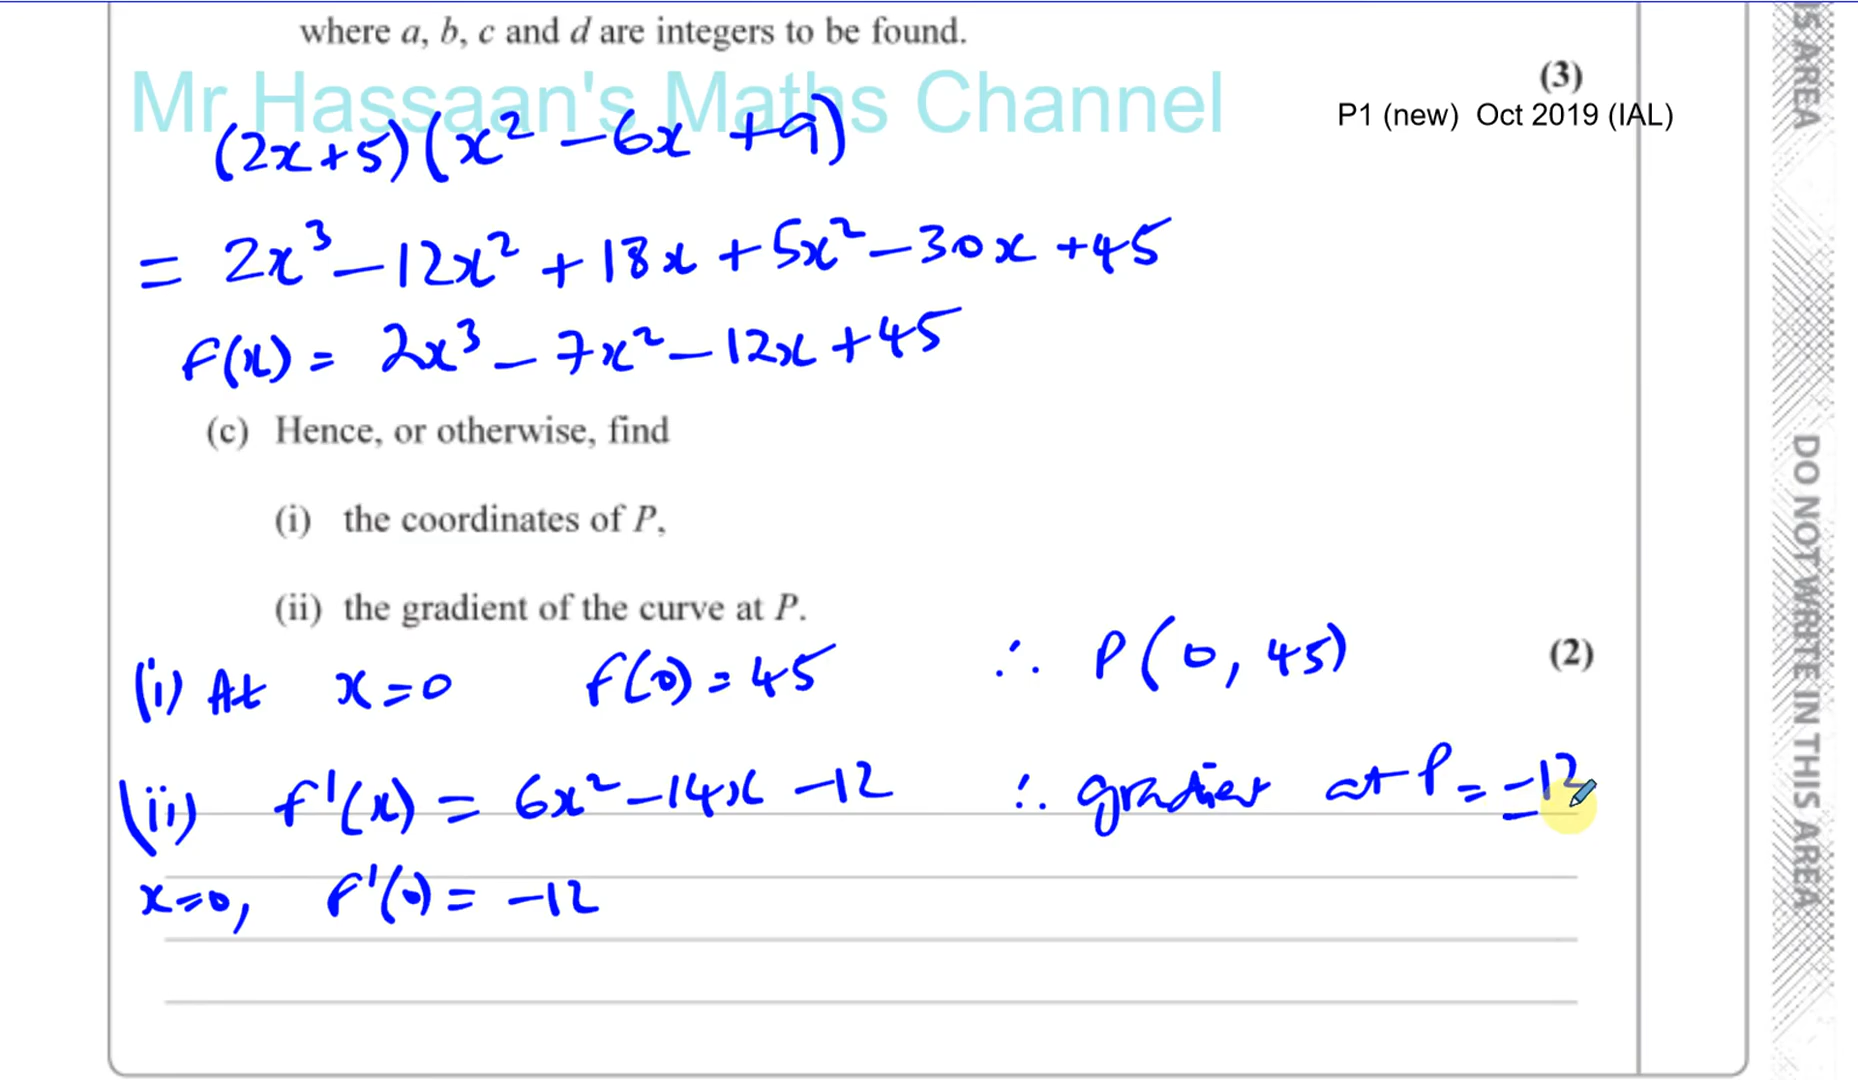 where a, b, c and d are integers to be found.
(3)
Mr Hassaan's Maths Channel
P1 (new) Oct 2019 (IAL)
(2x+5)(x² - 6x + 9)
= 2x³ - 12x² + 18x + 5x² - 30x + 45
f(x) = 2x³ - 7x² - 12x + 45
(c) Hence, or otherwise, find
(i) the coordinates of P,
(ii) the gradient of the curve at P.
(2)
(i) At x=0 f(0) = 45 ∴ P(0, 45)
(ii) f'(x) = 6x² - 14x - 12 ∴ gradient at P = -12
x=0, f'(0) = -12
IS AREA
DO NOT WRITE IN THIS AREA